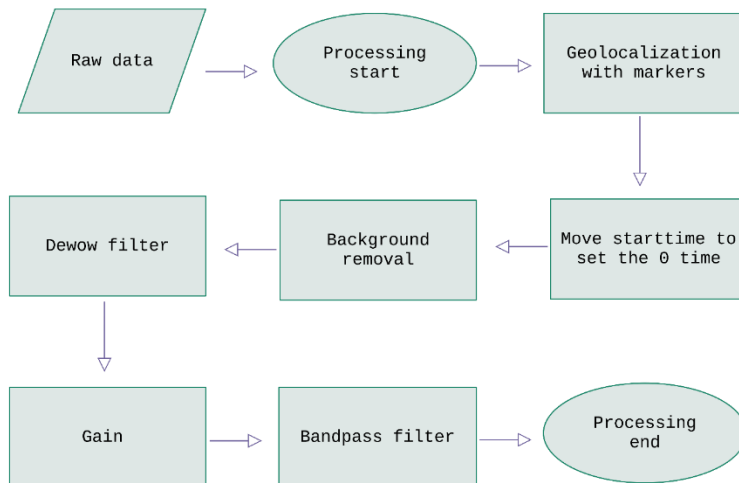 Raw data
Processing
start
Geolocalization
with markers
Move starttime to
set the 0 time
Background
removal
Dewow filter
Gain
Bandpass filter
Processing
end